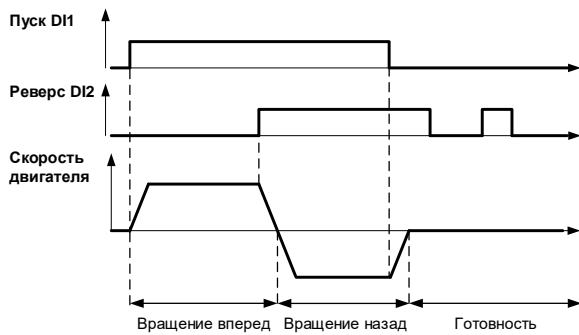 Пуск DI1
Реверс DI2
Скорость
двигателя
Вращение вперед Вращение назад Готовность